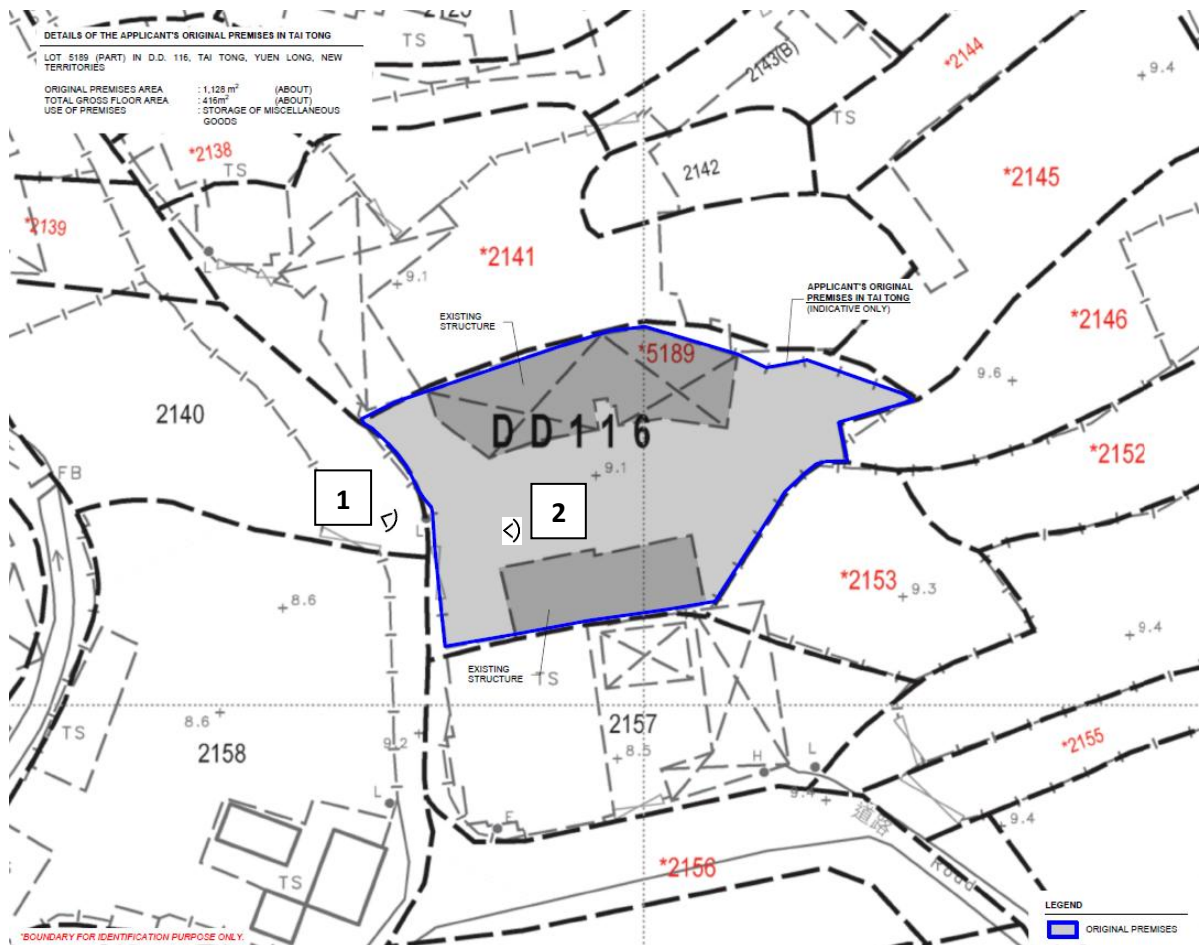 2125
DETAILS OF THE APPLICANT'S ORIGINAL PREMISES IN TAI TONG
LOT 5189 (PART) IN D.D. 116, TAI TONG, YUEN LONG, NEW
TERRITORIES
ORIGINAL PREMISES AREA : 1,128 m² (ABOUT)
TOTAL GROSS FLOOR AREA : 416m² (ABOUT)
USE OF PREMISES : STORAGE OF MISCELLANEOUS
GOODS
TS
2143(B)
*2144
9.4
TS
*2138
TS
2142
*2145
*2139
L
*2141
9.1
APPLICANT'S ORIGINAL
PREMISES IN TAI TONG
(INDICATIVE ONLY)
EXISTING
STRUCTURE
*2146
*5189
9.6
2140
DD116
*2152
FB
9.1
1
2
L
*2153
9.3
8.6
9.4
EXISTING
STRUCTURE
TS
8.6
2157
TS
9.2
8.5
2158
*2155
H
L
L
9.4
道路
9.4
F
Road
*2156
TS
LEGEND
ORIGINAL PREMISES
*BOUNDARY FOR IDENTIFICATION PURPOSE ONLY.